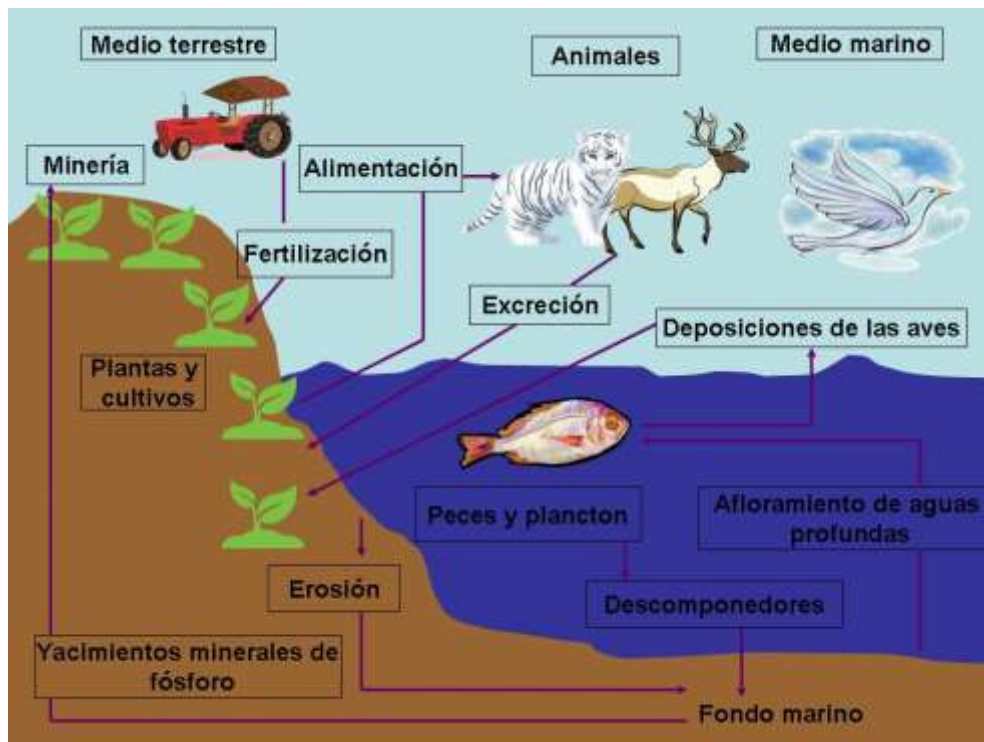 Medio terrestre
Animales
Medio marino
Minería
Alimentación
Fertilización
Excreción
Deposiciones de las aves
Plantas y
cultivos
Peces y plancton
Afloramiento de aguas
profundas
Erosión
Descomponedores
Yacimientos minerales de
fósforo
Fondo marino